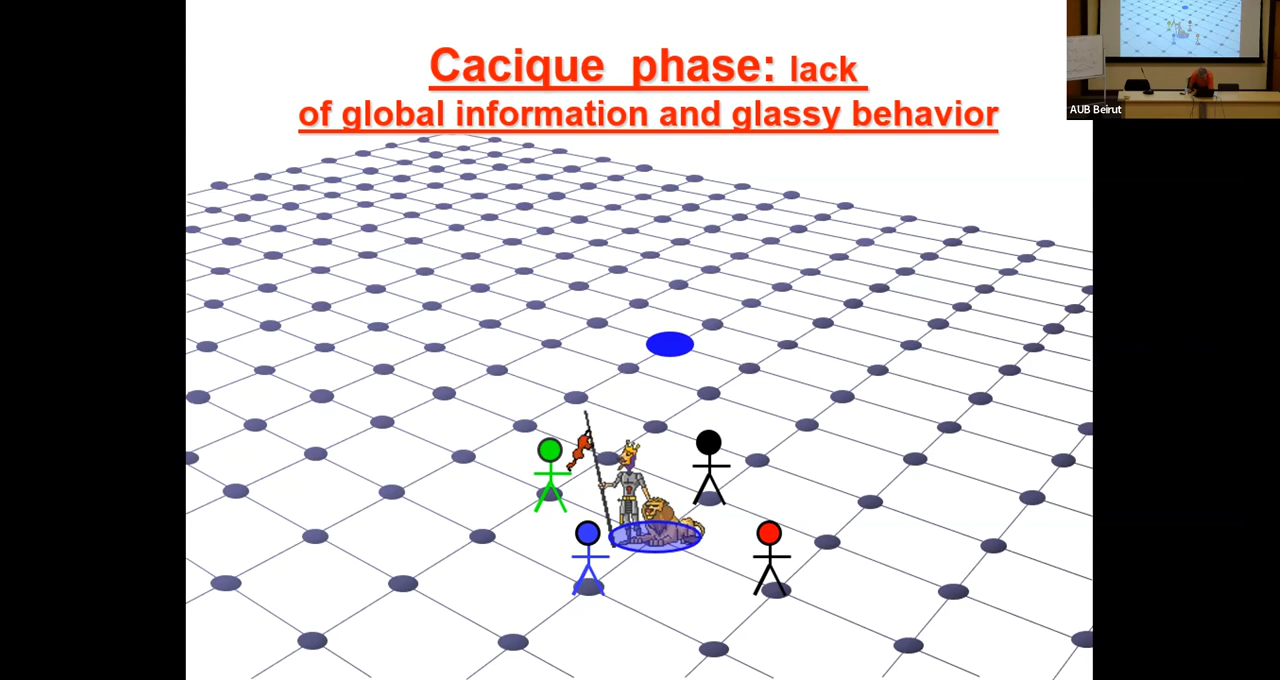 Cacique phase: lack
of global information and glassy behavior
AUB Beirut